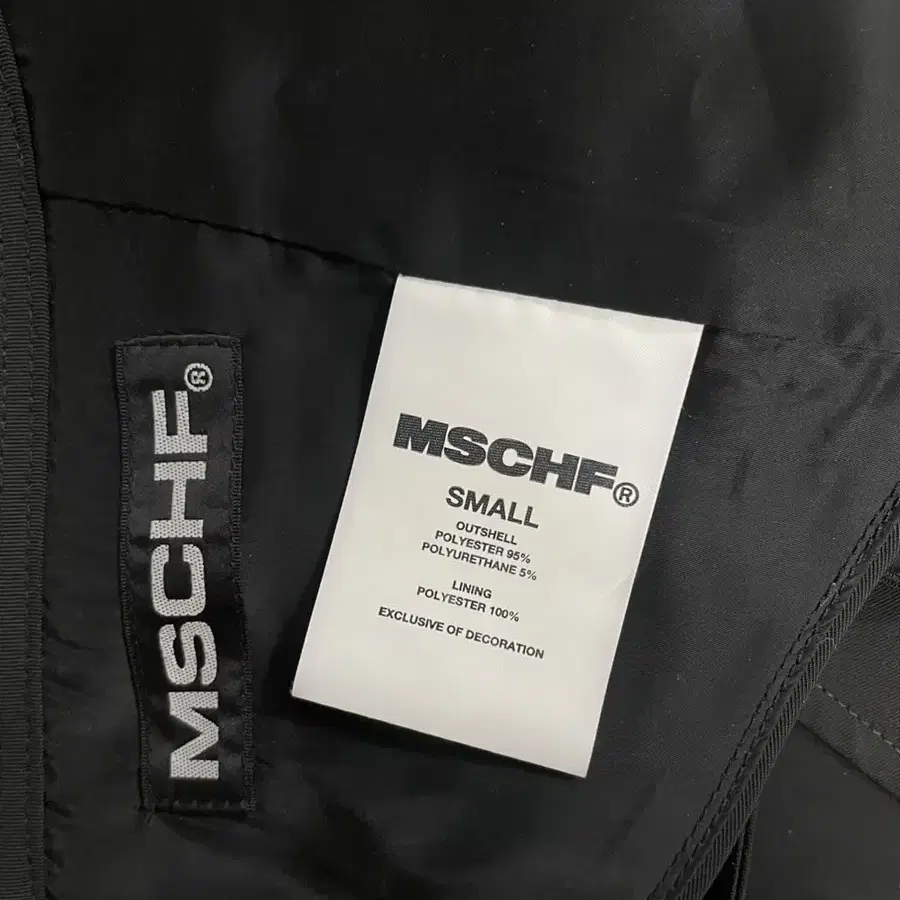 MSCHF®
MSCHF®
SMALL
OUTSHELL
POLYESTER 95%
POLYURETHANE 5%
LINING
POLYESTER 100%
EXCLUSIVE OF DECORATION